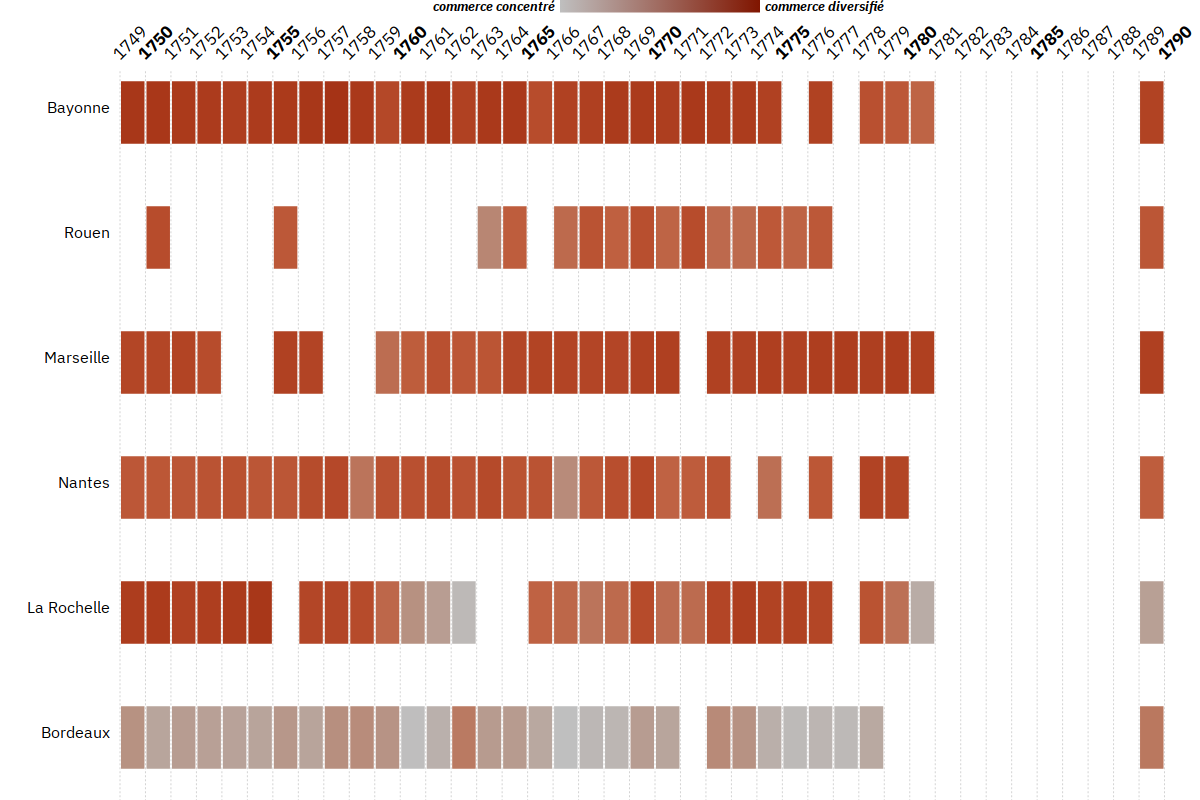 commerce concentré commerce diversifié
1749 1750 1751 1752 1753 1754 1755 1756 1757 1758 1759 1760 1761 1762 1763 1764 1765 1766 1767 1768 1769 1770 1771 1772 1773 1774 1775 1776 1777 1778 1779 1780 1781 1782 1783 1784 1785 1786 1787 1788 1789 1790
Bayonne
Rouen
Marseille
Nantes
La Rochelle
Bordeaux